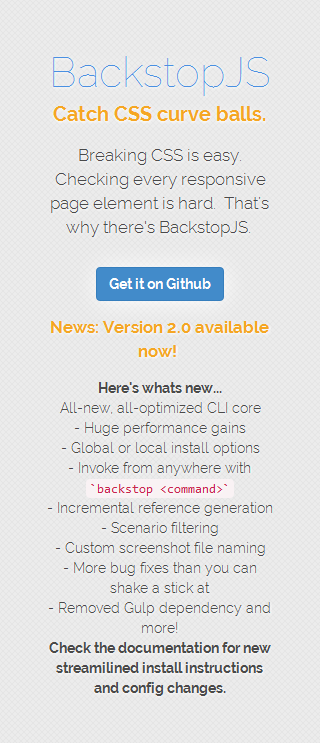 BackstopJS
Catch CSS curve balls.
Breaking CSS is easy.
Checking every responsive
page element is hard.  That's
why there's BackstopJS.
Get it on Github
News: Version 2.0 available
now!
Here's whats new...
All-new, all-optimized CLI core
- Huge performance gains
- Global or local install options
- Invoke from anywhere with
`backstop <command>`
- Incremental reference generation
- Scenario filtering
- Custom screenshot file naming
- More bug fixes than you can
shake a stick at
- Removed Gulp dependency and
more!
Check the documentation for new
streamilined install instructions
and config changes.